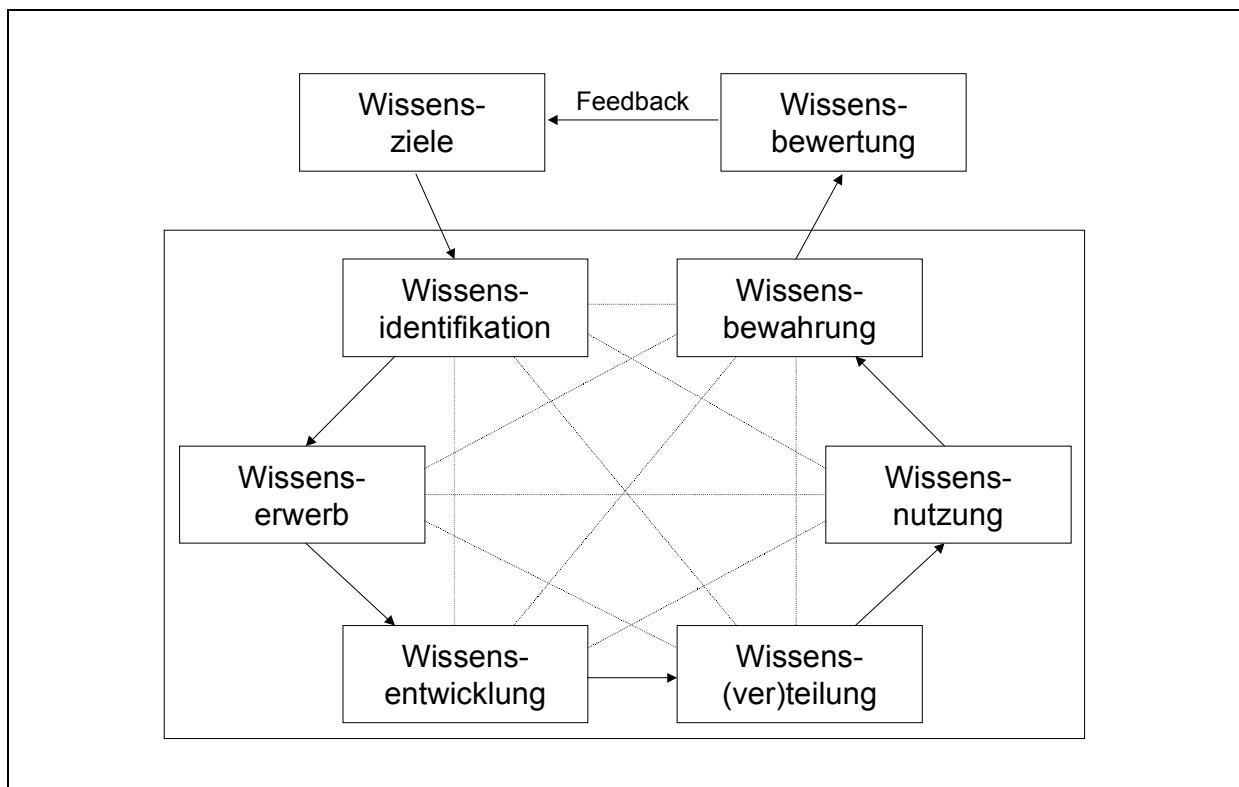 Wissens-
ziele
Feedback
Wissens-
bewertung
Wissens-
identifikation
Wissens-
bewahrung
Wissens-
erwerb
Wissens-
nutzung
Wissens-
entwicklung
Wissens-
(ver)teilung